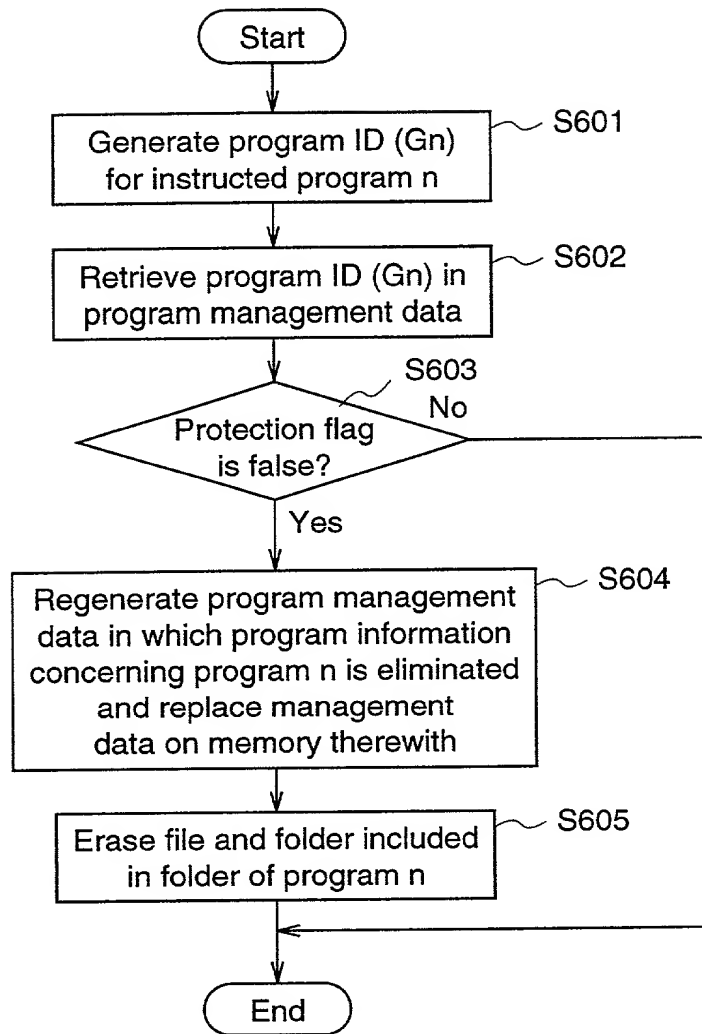 Start
Generate program ID (Gn)
for instructed program n
S601
Retrieve program ID (Gn) in
program management data
S602
Protection flag
is false?
S603
No
Yes
Regenerate program management
data in which program information
concerning program n is eliminated
and replace management
data on memory therewith
S604
Erase file and folder included
in folder of program n
S605
End